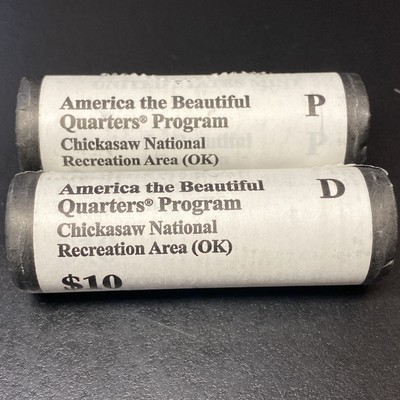 America the Beautiful
Quarters® Program
Chickasaw National
Recreation Area (OK)
P
P
America the Beautiful
Quarters® Program
Chickasaw National
Recreation Area (OK)
$10
D